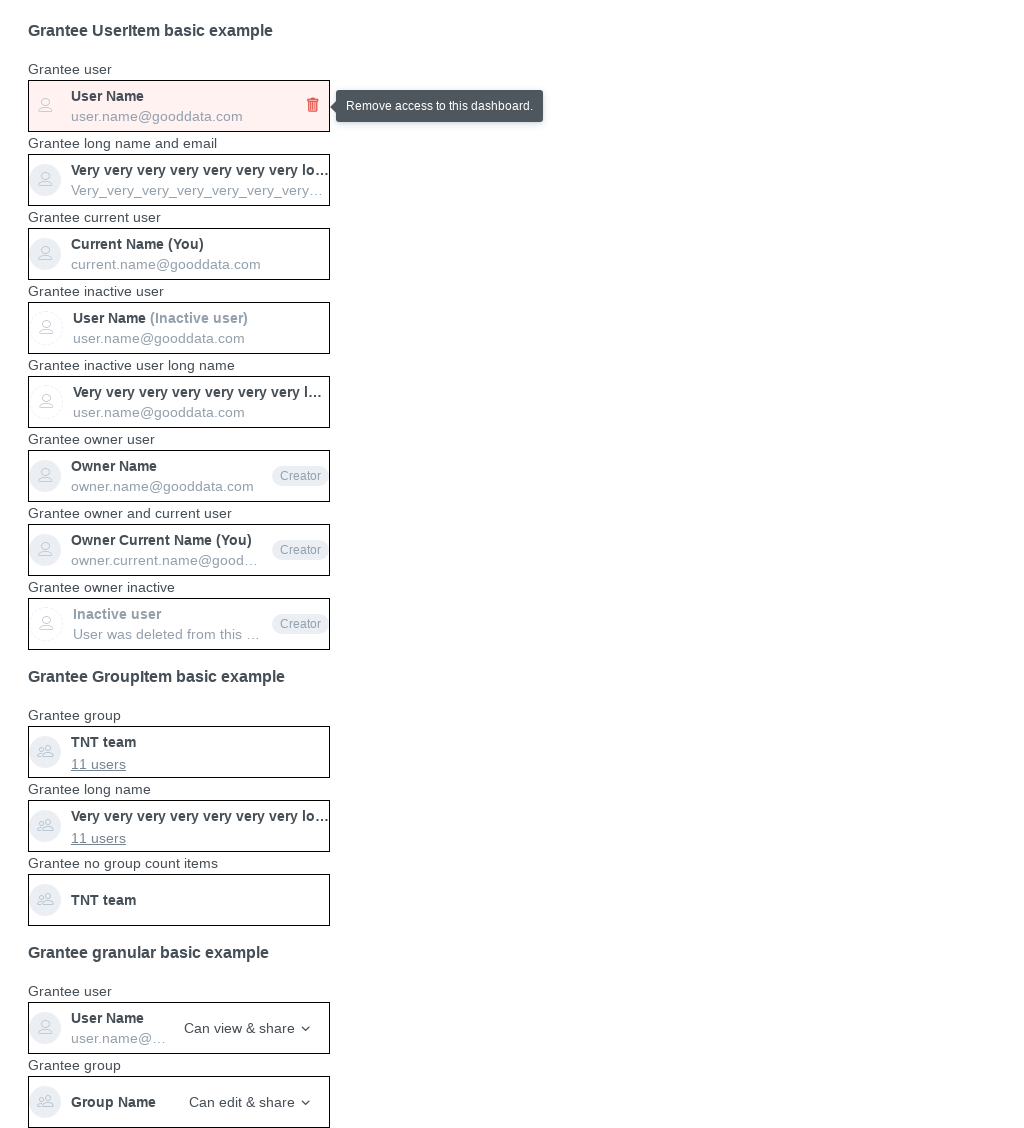 Grantee UserItem basic example
Grantee user
User Name
user.name@gooddata.com
Remove access to this dashboard.
Grantee long name and email
Very very very very very very very lo…
Very_very_very_very_very_very_very…
Grantee current user
Current Name (You)
current.name@gooddata.com
Grantee inactive user
User Name (Inactive user)
user.name@gooddata.com
Grantee inactive user long name
Very very very very very very very l…
user.name@gooddata.com
Grantee owner user
Owner Name
owner.name@gooddata.com
Creator
Grantee owner and current user
Owner Current Name (You)
owner.current.name@good…
Creator
Grantee owner inactive
Inactive user
User was deleted from this …
Creator
Grantee GroupItem basic example
Grantee group
TNT team
11 users
Grantee long name
Very very very very very very very lo…
11 users
Grantee no group count items
TNT team
Grantee granular basic example
Grantee user
User Name
user.name@…
Can view & share
Grantee group
Group Name
Can edit & share